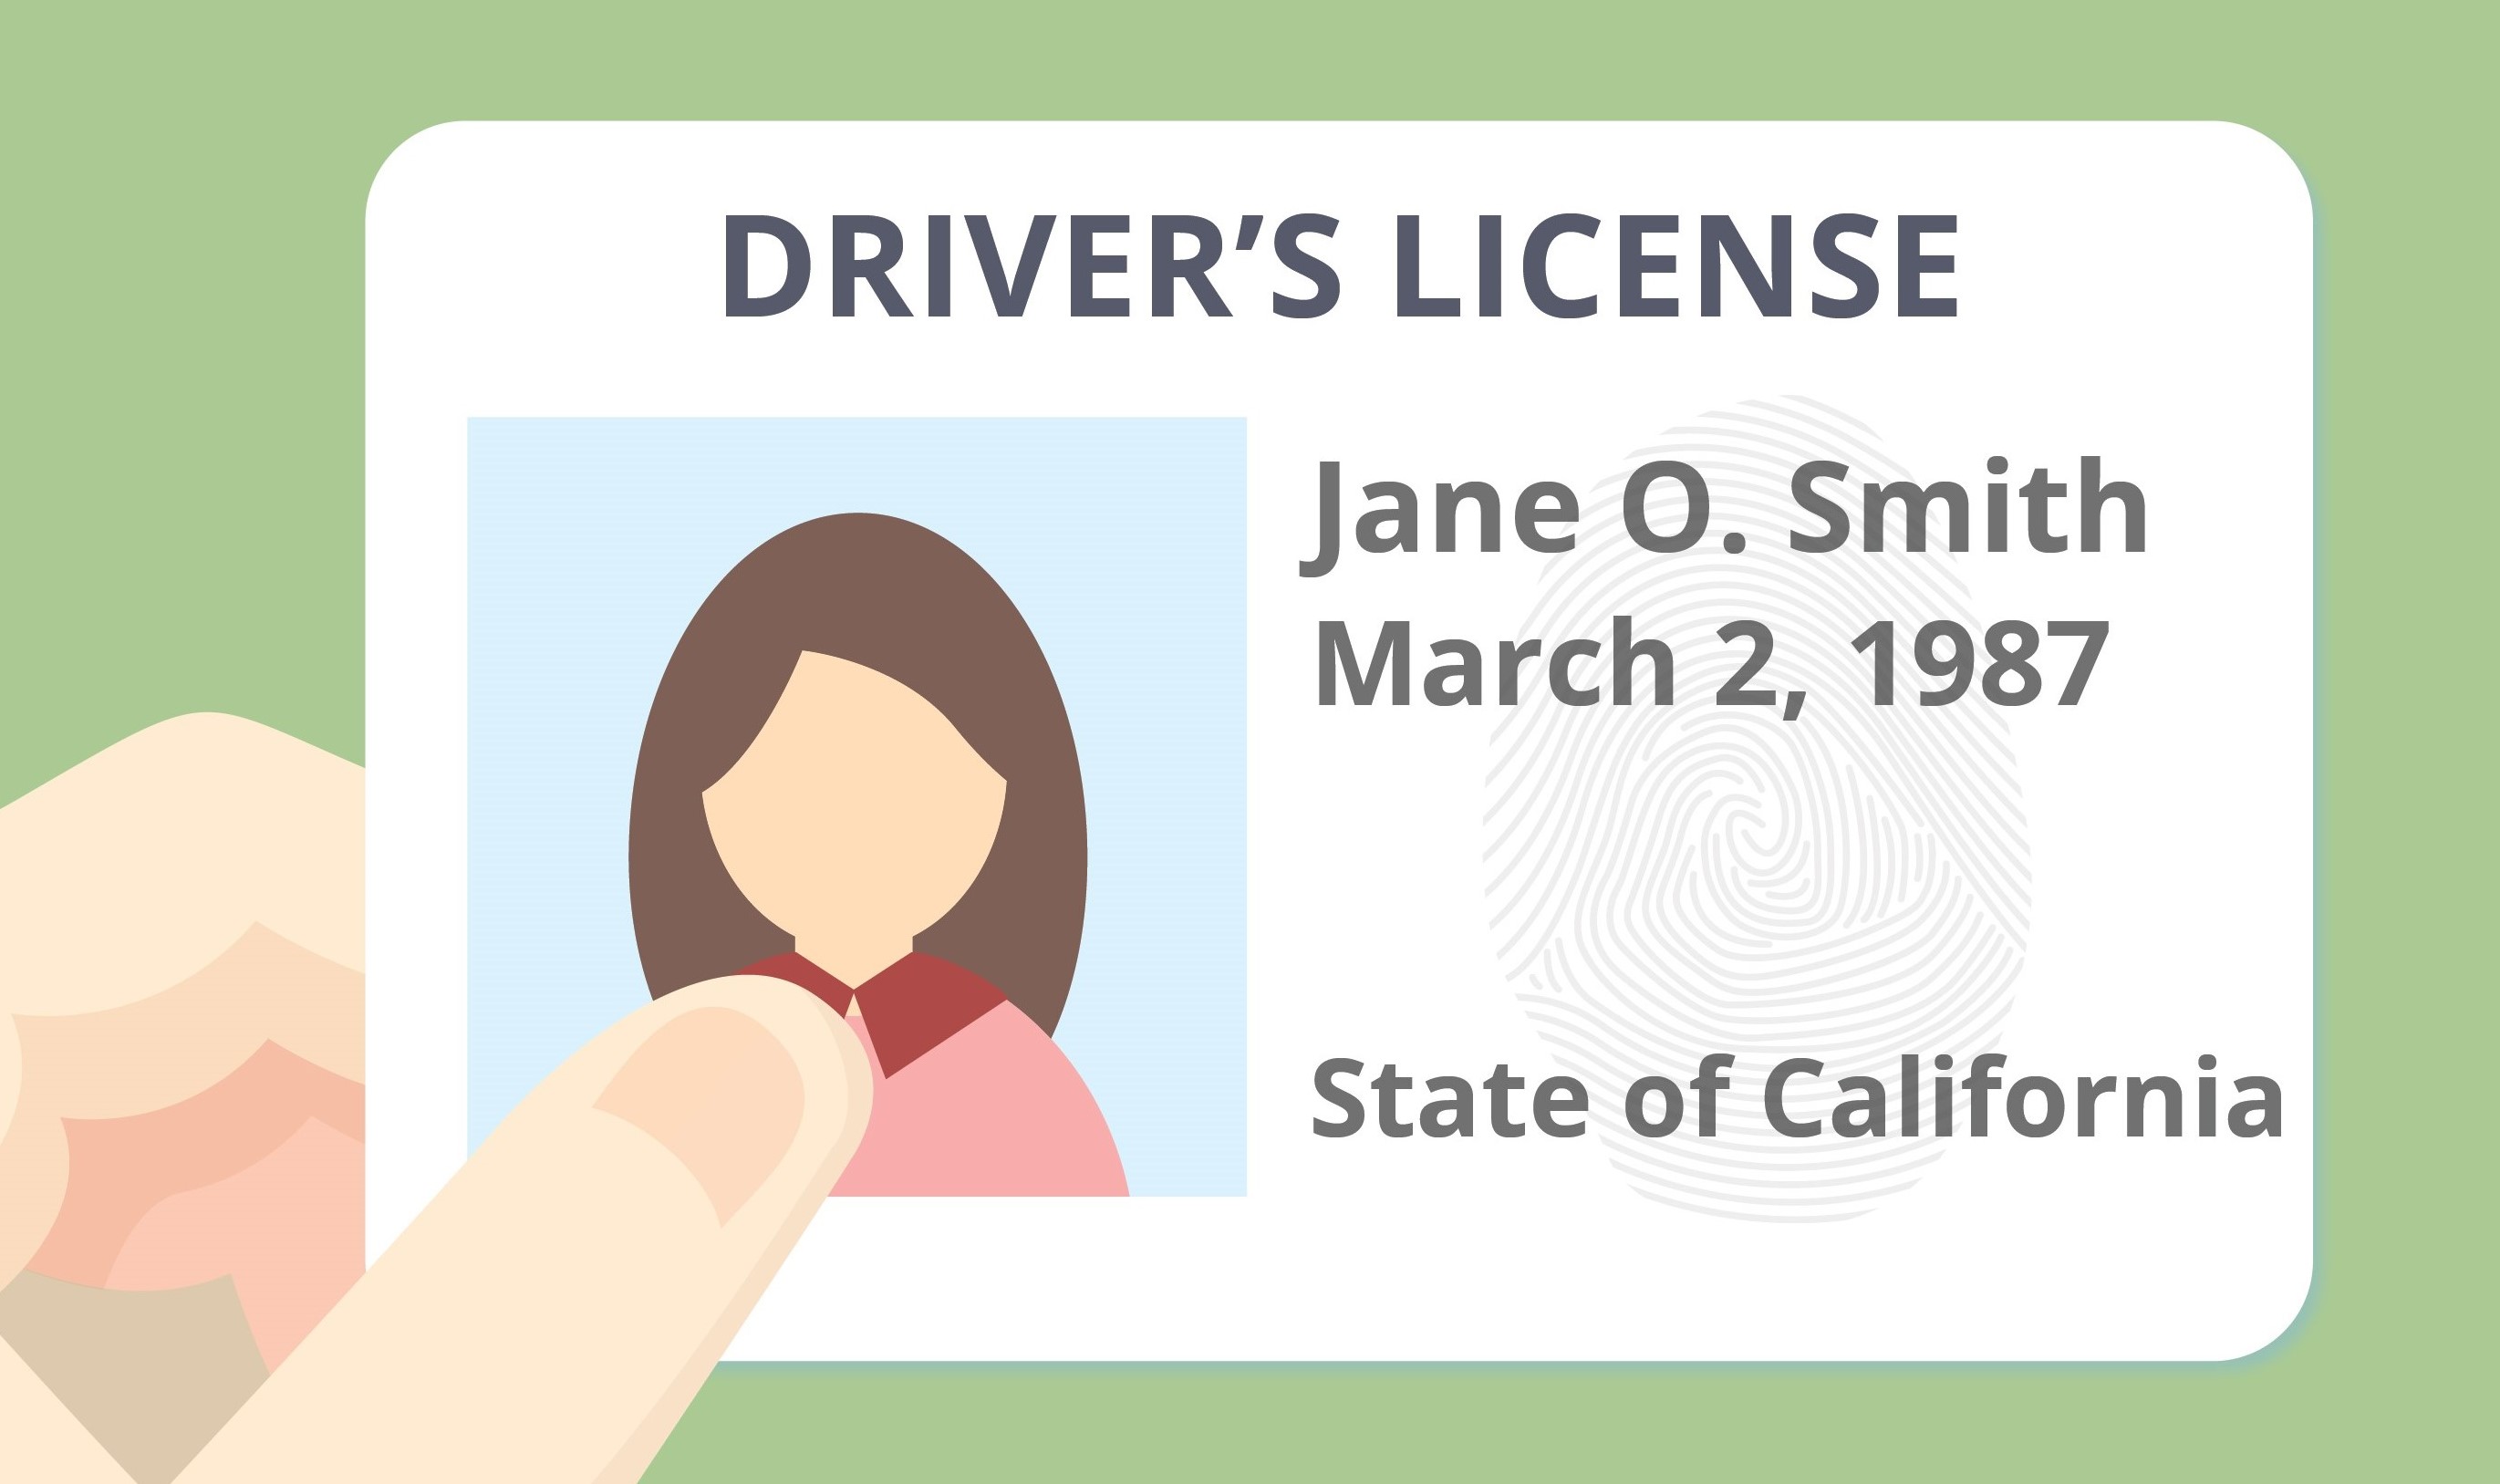 DRIVER’S LICENSE
Jane O. Smith
March 2, 1987
State of California